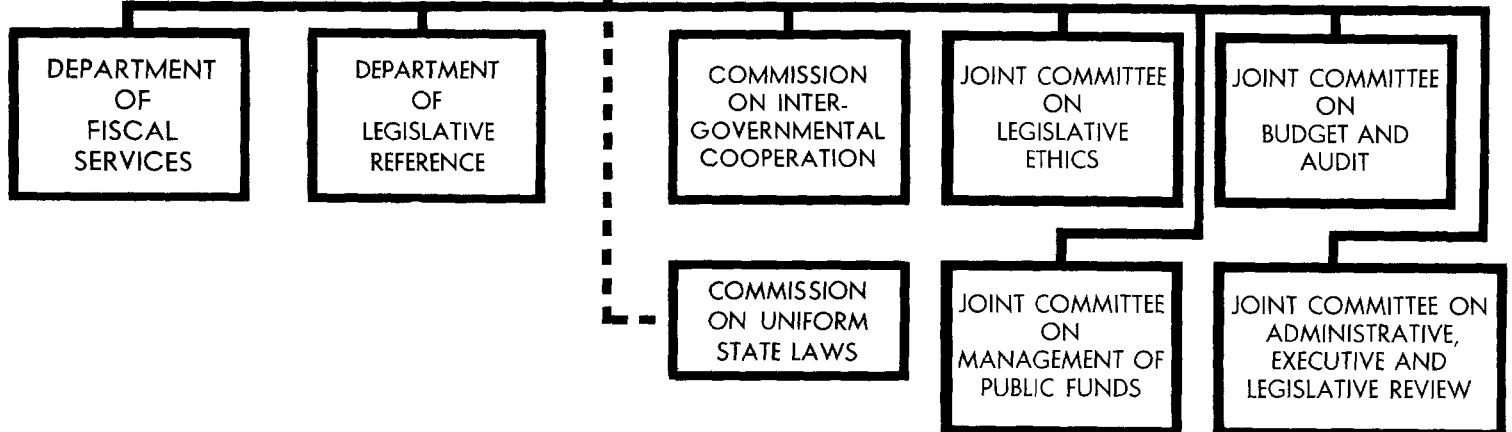 DEPARTMENT
OF
FISCAL
SERVICES
DEPARTMENT
OF
LEGISLATIVE
REFERENCE
COMMISSION
ON INTER-
GOVERNMENTAL
COOPERATION
JOINT COMMITTEE
ON
LEGISLATIVE
ETHICS
JOINT COMMITTEE
ON
BUDGET AND
AUDIT
COMMISSION
ON UNIFORM
STATE LAWS
JOINT COMMITTEE
ON
MANAGEMENT OF
PUBLIC FUNDS
JOINT COMMITTEE ON
ADMINISTRATIVE,
EXECUTIVE AND
LEGISLATIVE REVIEW